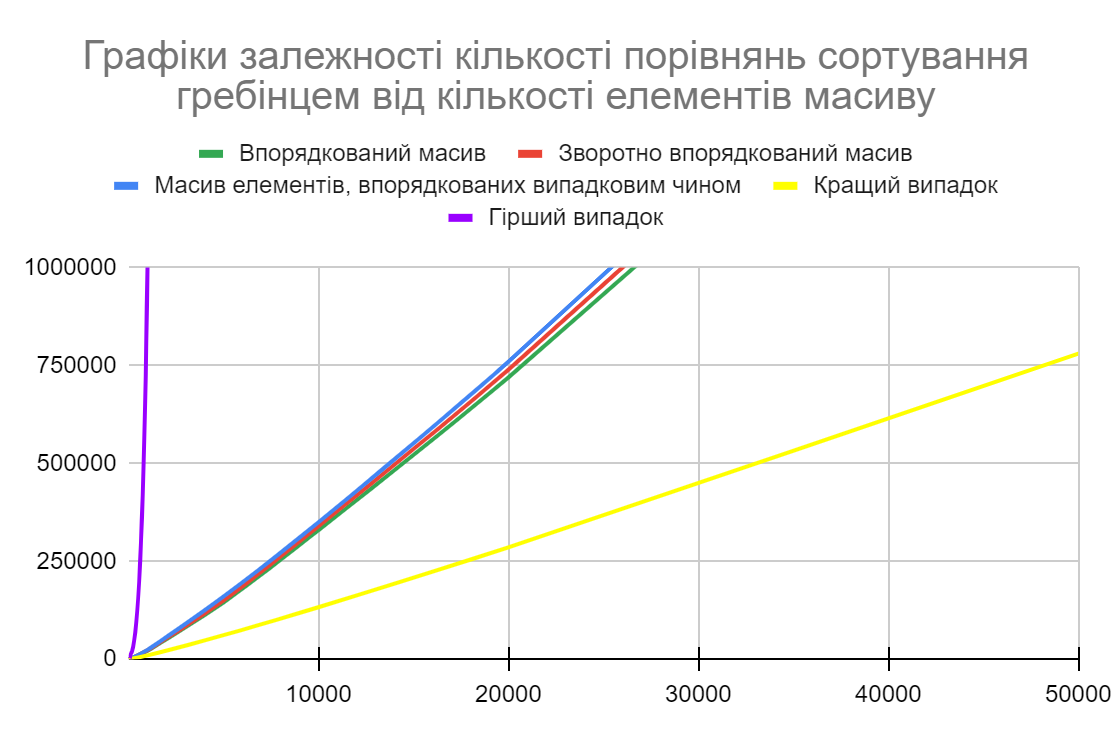 Графіки залежності кількості порівнянь сортування
гребінцем від кількості елементів масиву
Впорядкований масив Зворотно впорядкований масив
Масив елементів, впорядкованих випадковим чином Кращий випадок
Гірший випадок
1000000
750000
500000
250000
0
10000 20000 30000 40000 50000